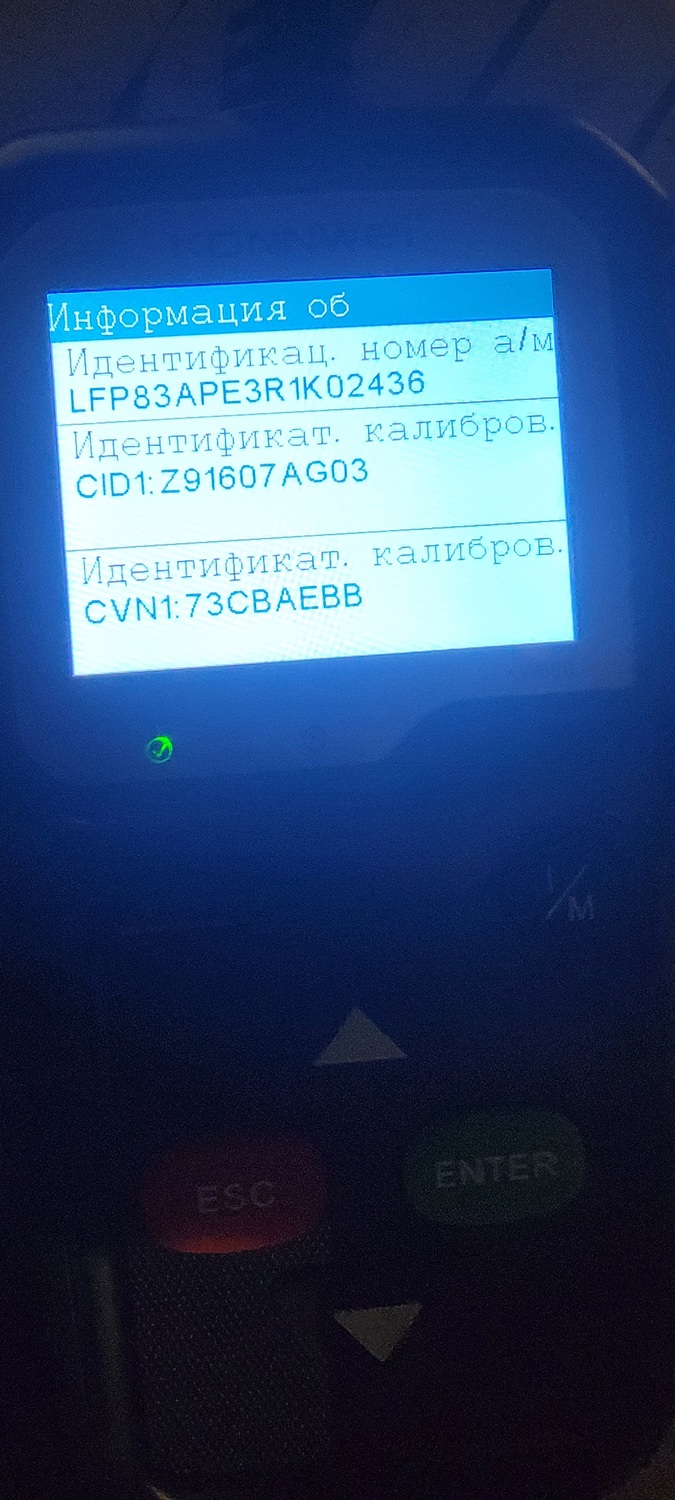 Информация об
Идентификац. номер а/м
LFP83APE3R1K02436
Идентификат. калибров.
CID1:Z91607AG03
Идентификат. калибров.
CVN1:73CBAEBB
I/M
ESC
ENTER